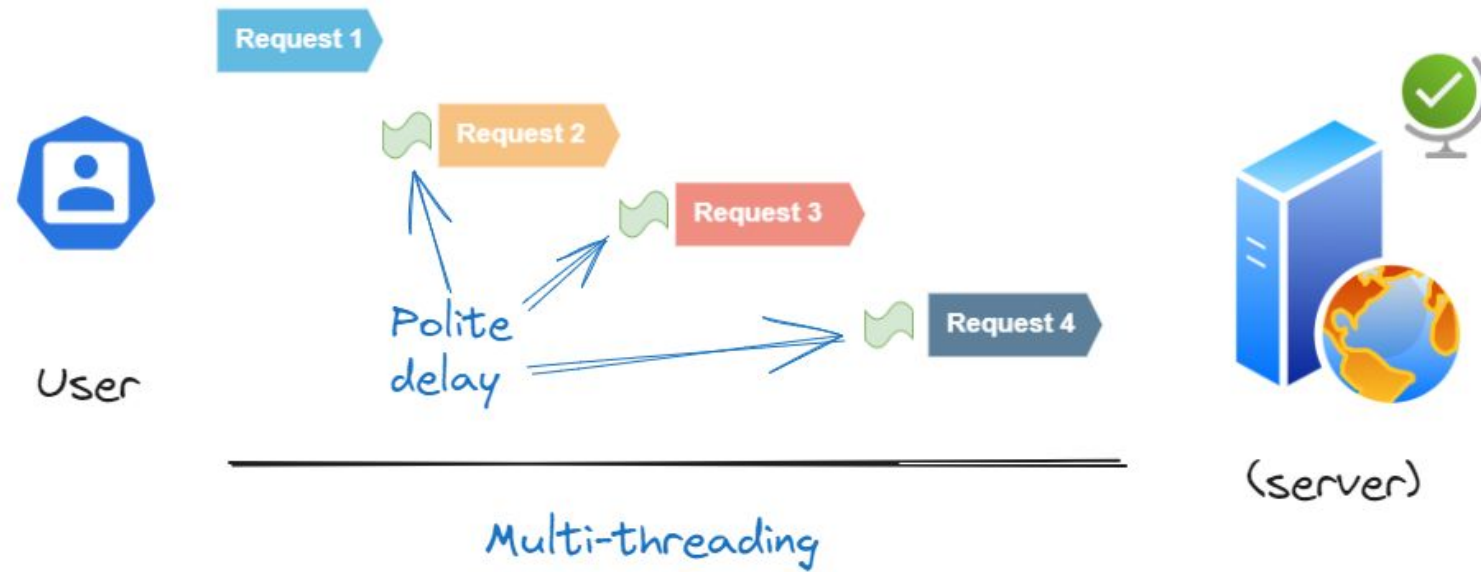 Request 1
Request 2
Request 3
Request 4
Polite
delay
User
(server)
Multi-threading